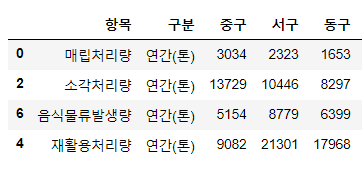 항목 구분 중구 서구 동구
0 매립처리량 연간(톤) 3034 2323 1653
2 소각처리량 연간(톤) 13729 10446 8297
6 음식물류발생량 연간(톤) 5154 8779 6399
4 재활용처리량 연간(톤) 9082 21301 17968